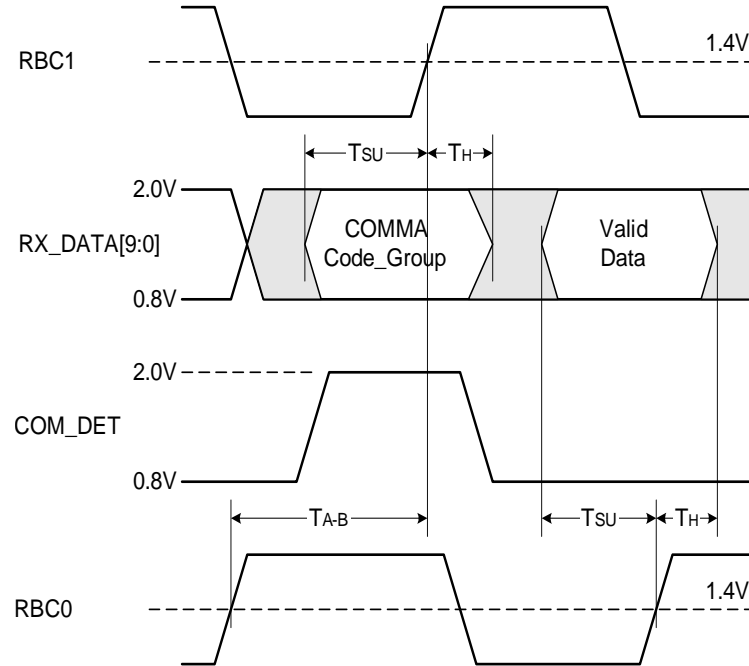 1.4V
RBC1
TSU
TH
2.0V
RX_DATA[9:0]
COMMA
Code_Group
Valid
Data
0.8V
2.0V
COM_DET
0.8V
TA-B
TSU
TH
1.4V
RBC0